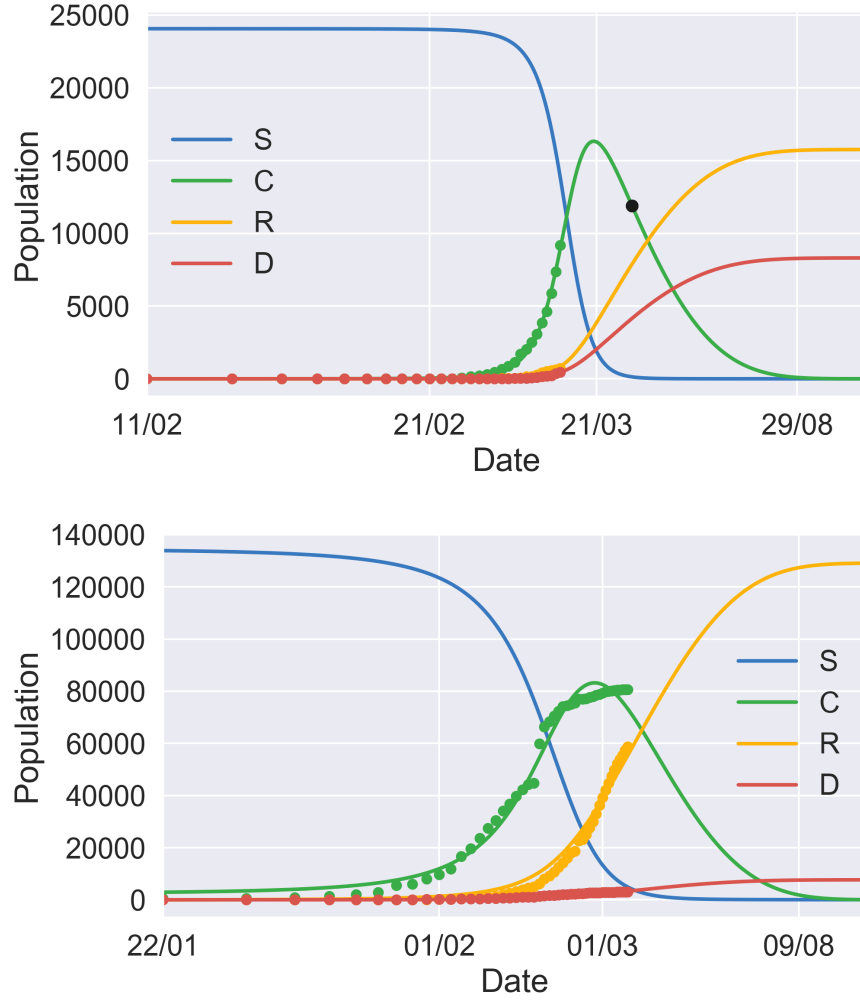 25000
20000
15000
10000
5000
0
Population
S
C
R
D
11/02
21/02
21/03
29/08
Date
140000
120000
100000
80000
60000
40000
20000
0
Population
S
C
R
D
22/01
01/02
01/03
09/08
Date